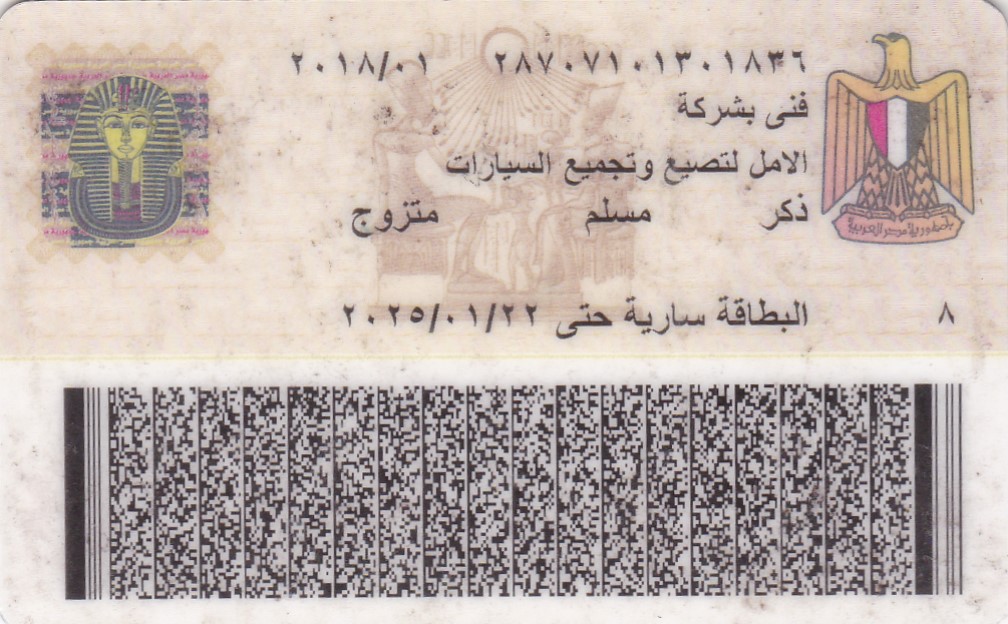 ٢٨٧٠٧١٠١٣٠١٨٣٦ ٢٠١٨/٠١
فنى بشركة
الامل لتصيع وتجميع السيارات
ذكر مسلم متزوج
٨ البطاقة سارية حتى ٢٠٢٥/٠١/٢٢
جمهورية مصر العربية